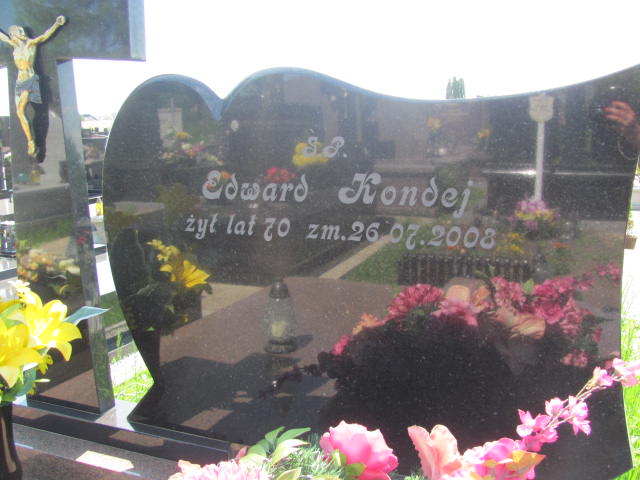 Ś.P.
Edward Kondej
żył lat 70 zm. 26.07.2008